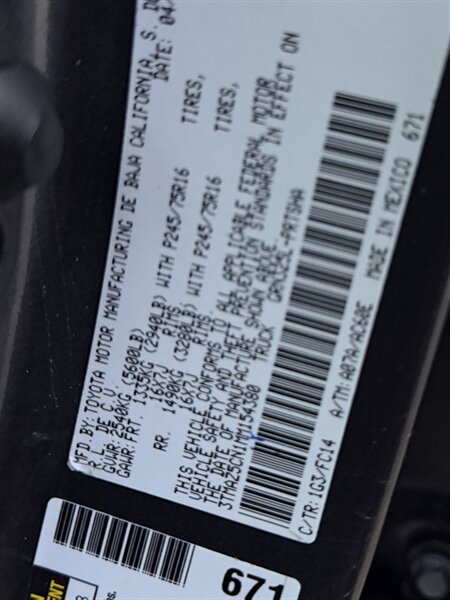 MFD.BY: TOYOTA MOTOR MANUFACTURING DE BAJA CALIFORNIA, S. DE
R.L. DE C.V. DATE: 04/
GVWR: 2540KG (5600LB)
GAWR: FRT. 1335KG (2940LB) WITH P245/75R16 TIRES,
16X7J RIMS
RR. 1490KG (3280LB) WITH P245/75R16 TIRES,
16X7J RIMS
THIS VEHICLE CONFORMS TO ALL APPLICABLE FEDERAL MOTOR
VEHICLE SAFETY AND THEFT PREVENTION STANDARDS IN EFFECT ON
THE DATE OF MANUFACTURE SHOWN ABOVE.
TRUCK
C/TR: 1G3/FC14 A/TM: A07A/AC60E MADE IN MEXICO 671
671